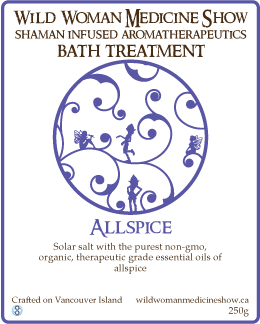 Wild Woman Medicine Show
Shaman Infused Aromatherapeutics
Bath Treatment
Allspice
Solar salt with the purest non-gmo,
organic, therapeutic grade essential oils of
allspice
Crafted on Vancouver Island wildwomanmedicineshow.ca
250g